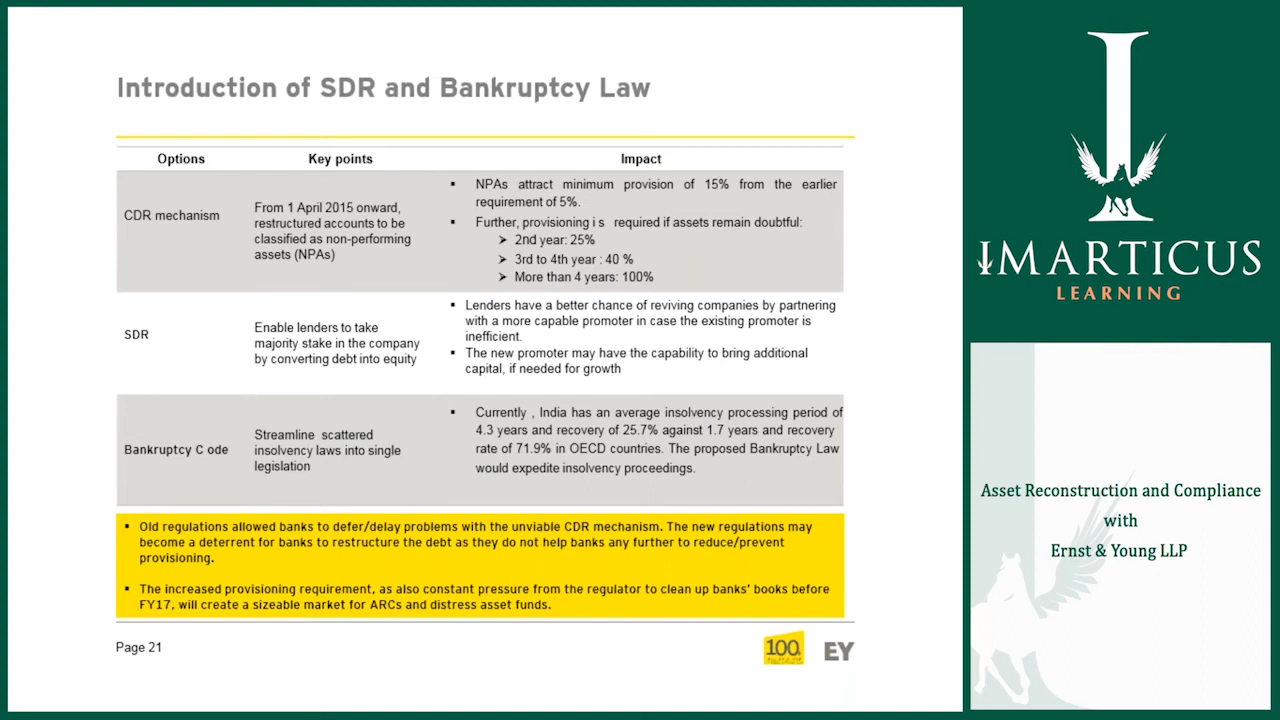 Introduction of SDR and Bankruptcy Law
Options Key points Impact
CDR mechanism
From 1 April 2015 onward,
restructured accounts to be
classified as non-performing
assets (NPAs)
▪ NPAs attract minimum provision of 15% from the earlier
requirement of 5%.
▪ Further, provisioning i s required if assets remain doubtful:
➢ 2nd year: 25%
➢ 3rd to 4th year : 40 %
➢ More than 4 years: 100%
SDR
Enable lenders to take
majority stake in the company
by converting debt into equity
▪ Lenders have a better chance of reviving companies by partnering
with a more capable promoter in case the existing promoter is
inefficient.
▪ The new promoter may have the capability to bring additional
capital, if needed for growth
Bankruptcy C ode
Streamline scattered
insolvency laws into single
legislation
▪ Currently , India has an average insolvency processing period of
4.3 years and recovery of 25.7% against 1.7 years and recovery
rate of 71.9% in OECD countries. The proposed Bankruptcy Law
would expedite insolvency proceedings.
▪ Old regulations allowed banks to defer/delay problems with the unviable CDR mechanism. The new regulations may
become a deterrent for banks to restructure the debt as they do not help banks any further to reduce/prevent
provisioning.
▪ The increased provisioning requirement, as also constant pressure from the regulator to clean up banks' books before
FY17, will create a sizeable market for ARCs and distress asset funds.
Page 21
100
EY
IMARTICUS
LEARNING
Asset Reconstruction and Compliance
with
Ernst & Young LLP